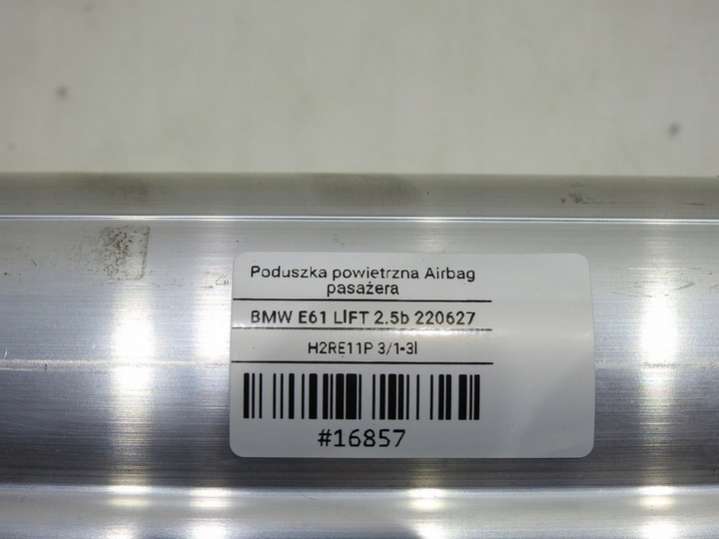 Poduszka powietrzna Airbag
pasażera
BMW E61 LIFT 2.5b 220627
H2RE11P 3/1-3l
#16857